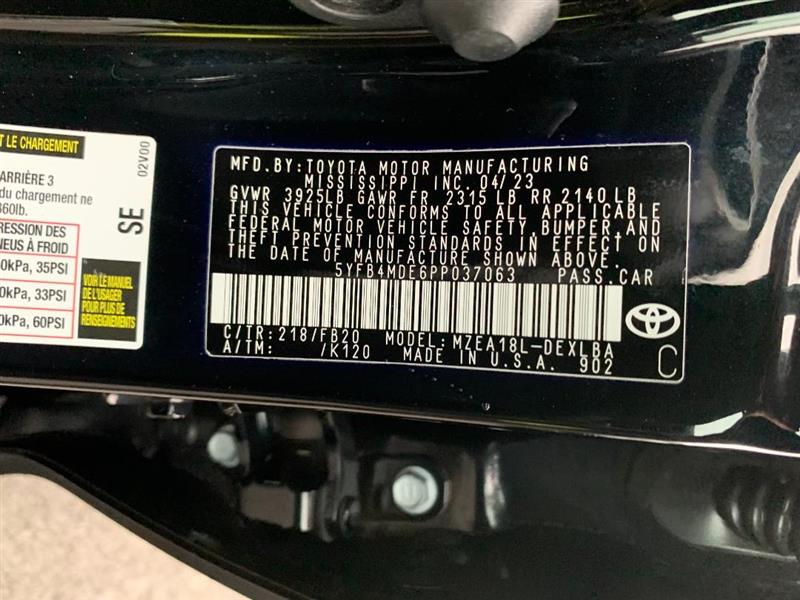 T LE CHARGEMENT
ARRIÈRE 3
du chargement ne
360lb.
RESSION DES
NEUS À FROID
0kPa, 35PSI
0kPa, 33PSI
0kPa, 60PSI
VOIR LE MANUEL
DE L'USAGER
POUR PLUS DE
RENSEIGNEMENTS
SE
02V00
MFD.BY:TOYOTA MOTOR MANUFACTURING
MISSISSIPPI INC. 04/23
GVWR 3925LB GAWR FR 2315 LB RR 2140 LB
THIS VEHICLE CONFORMS TO ALL APPLICABLE
FEDERAL MOTOR VEHICLE SAFETY,BUMPER,AND
THEFT PREVENTION STANDARDS IN EFFECT ON
THE DATE OF MANUFACTURE SHOWN ABOVE.
5YFB4MDE6PP037063 PASS.CAR
C/TR:218/FB20 MODEL:MZEA18L-DEXLBA
A/TM: /K120 MADE IN U.S.A. 902
C